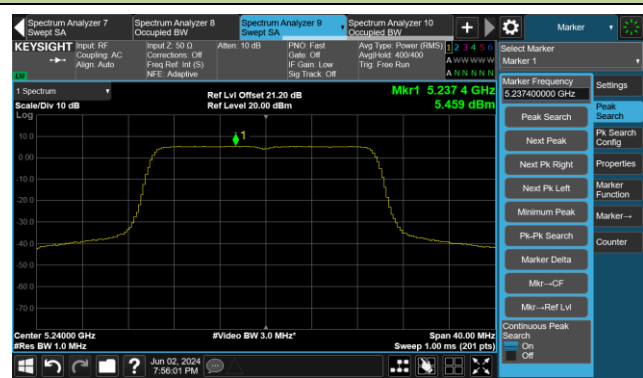 Spectrum Analyzer 7
Swept SA
Spectrum Analyzer 8
Occupied BW
Spectrum Analyzer 9
Swept SA
Spectrum Analyzer 10
Occupied BW
+
Marker
KEYSIGHT
Input: RF
Coupling: AC
Align: Auto
Input Z: 50 Ω
Corrections: Off
Freq Ref: Int (S)
NFE: Adaptive
Atten: 10 dB
PNO: Fast
Gate: Off
IF Gain: Low
Sig Track: Off
Avg Type: Power (RMS)
Avg|Hold: 400/400
Trig: Free Run
1 2 3 4 5 6
A W W W W W
A N N N N N
LW
Select Marker
Marker 1
1 Spectrum
Scale/Div 10 dB
Log
Ref Lvl Offset 21.20 dB
Ref Level 20.00 dBm
Mkr1 5.237 4 GHz
5.459 dBm
10.0
0.00
-10.0
-20.0
-30.0
-40.0
-50.0
-60.0
-70.0
1
Center 5.24000 GHz
#Res BW 1.0 MHz
#Video BW 3.0 MHz*
Span 40.00 MHz
Sweep 1.00 ms (201 pts)
Marker Frequency
5.237400000 GHz
Peak Search
Next Peak
Next Pk Right
Next Pk Left
Minimum Peak
Pk-Pk Search
Marker Delta
Mkr→CF
Mkr→Ref Lvl
Continuous Peak
Search
On
Off
Settings
Peak
Search
Pk Search
Config
Properties
Marker
Function
Marker→
Counter
?
Jun 02, 2024
7:56:01 PM